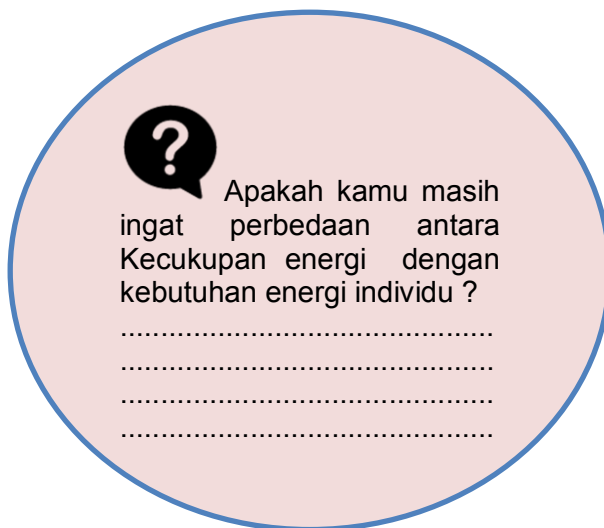 ?
Apakah kamu masih
ingat perbedaan antara
Kecukupan energi dengan
kebutuhan energi individu ?
.............................................
.............................................
.............................................
.............................................